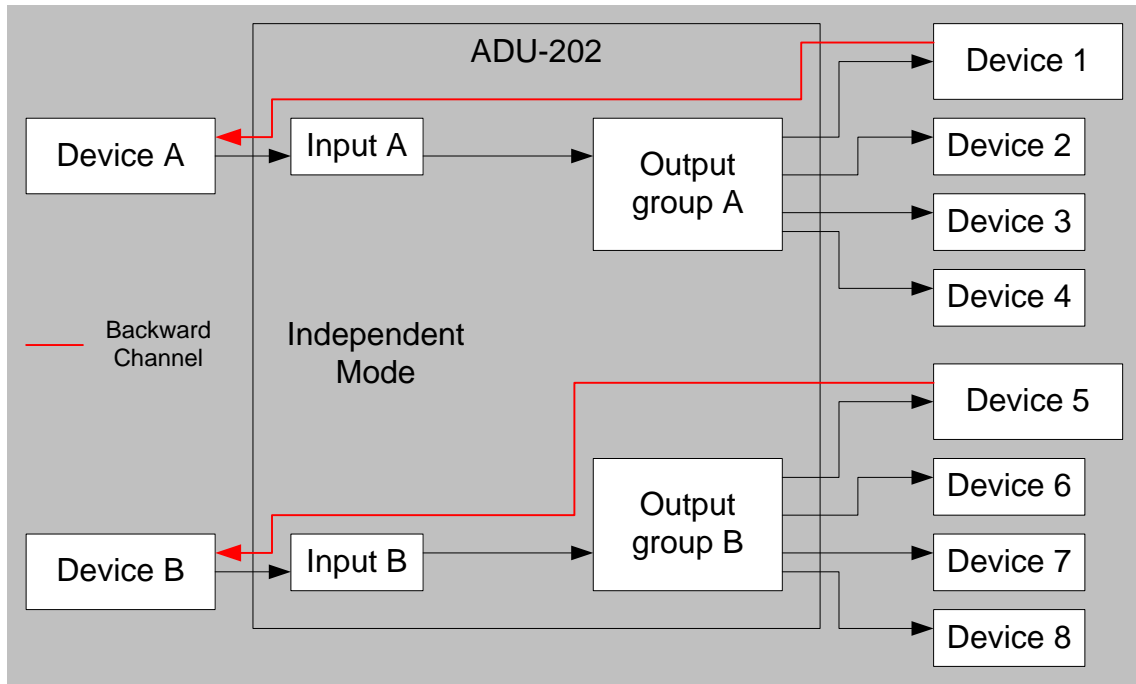 ADU-202
Device 1
Device A
Input A
Output
group A
Device 2
Device 3
Device 4
Backward
Channel
Independent
Mode
Device 5
Output
group B
Device 6
Device B
Input B
Device 7
Device 8